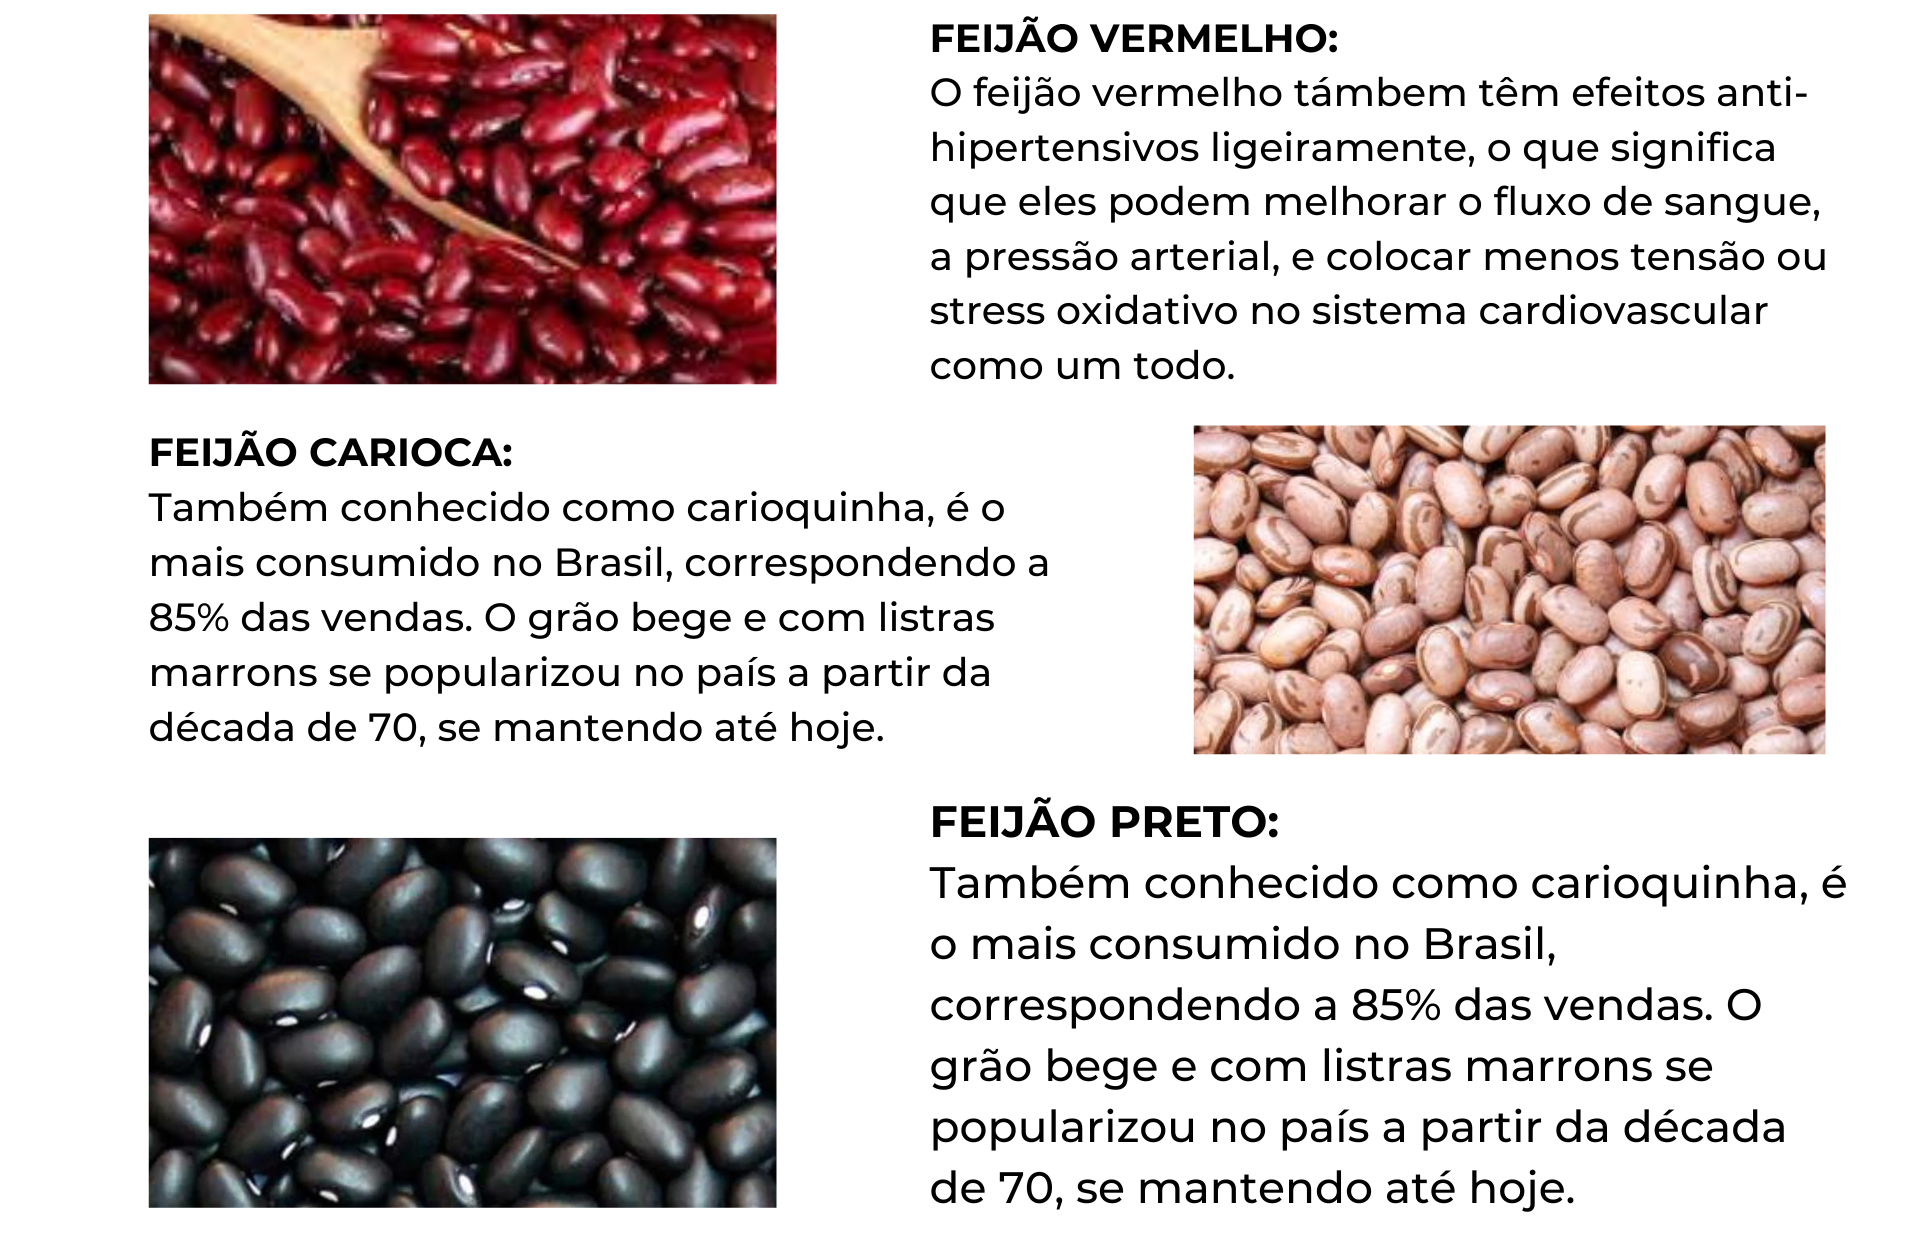 FEIJÃO VERMELHO:
O feijão vermelho támbem têm efeitos anti-
hipertensivos ligeiramente, o que significa
que eles podem melhorar o fluxo de sangue,
a pressão arterial, e colocar menos tensão ou
stress oxidativo no sistema cardiovascular
como um todo.
FEIJÃO CARIOCA:
Também conhecido como carioquinha, é o
mais consumido no Brasil, correspondendo a
85% das vendas. O grão bege e com listras
marrons se popularizou no país a partir da
década de 70, se mantendo até hoje.
FEIJÃO PRETO:
Também conhecido como carioquinha, é
o mais consumido no Brasil,
correspondendo a 85% das vendas. O
grão bege e com listras marrons se
popularizou no país a partir da década
de 70, se mantendo até hoje.